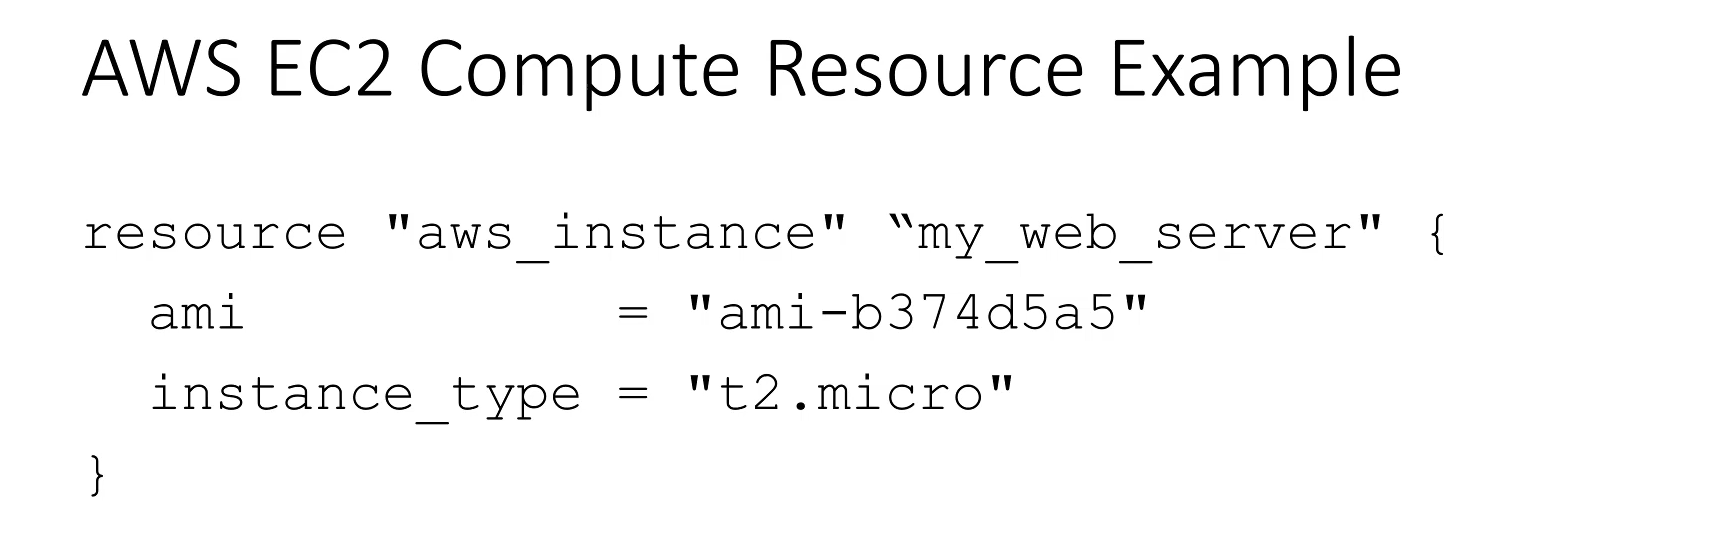 AWS EC2 Compute Resource Example
resource "aws_instance" “my_web_server" {
  ami           = "ami-b374d5a5"
  instance_type = "t2.micro"
}